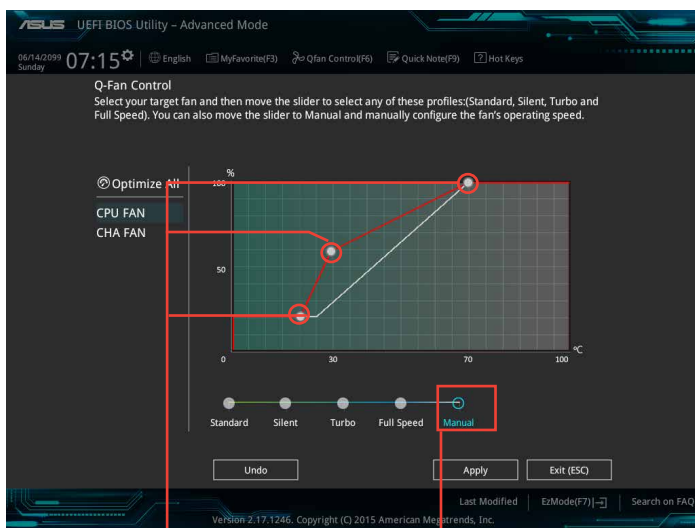 ASUS UEFI BIOS Utility – Advanced Mode
06/14/2099
Sunday
07:15 English MyFavorite(F3) Qfan Control(F6) Quick Note(F9) ? Hot Keys
Q-Fan Control
Select your target fan and then move the slider to select any of these profiles:(Standard, Silent, Turbo and
Full Speed). You can also move the slider to Manual and manually configure the fan's operating speed.
Optimize All
CPU FAN
CHA FAN
%
100
50
0 30 70 100 °C
Standard Silent Turbo Full Speed Manual
Undo Apply Exit (ESC)
Last Modified EzMode(F7) Search on FAQ
Version 2.17.1246. Copyright (C) 2015 American Megatrends, Inc.